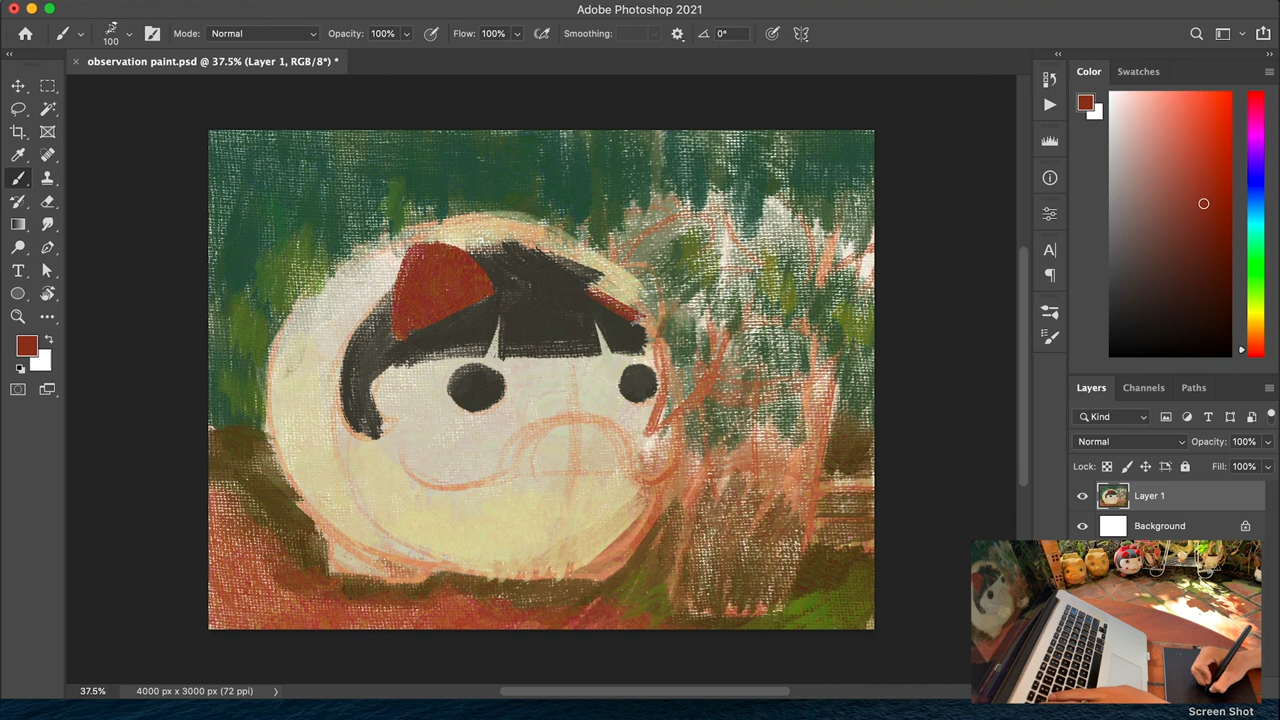 Adobe Photoshop 2021
100
Mode: Normal
Opacity: 100%
Flow: 100%
Smoothing:
0°
observation paint.psd @ 37.5% (Layer 1, RGB/8*) *
Color
Swatches
Layers
Channels
Paths
Kind
Normal
Opacity: 100%
Lock:
Fill: 100%
Layer 1
Background
37.5%
4000 px x 3000 px (72 ppi)
Screen Shot